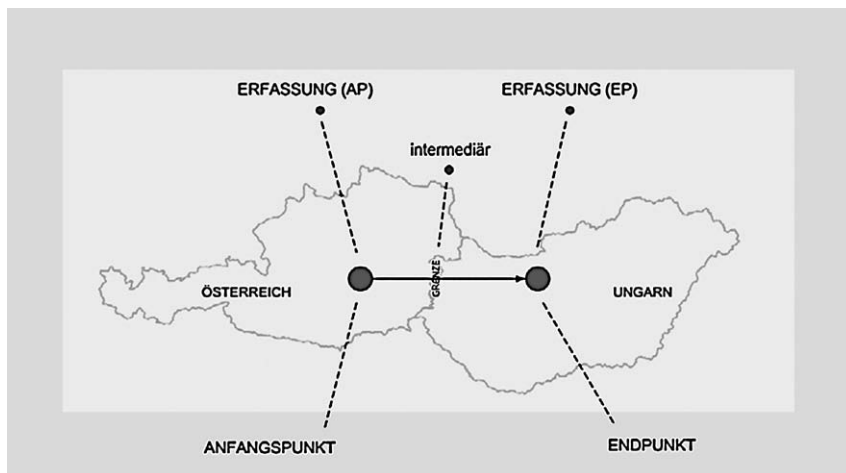 ERFASSUNG (AP)
ERFASSUNG (EP)
intermediär
GRENZE
ÖSTERREICH
UNGARN
ANFANGSPUNKT
ENDPUNKT